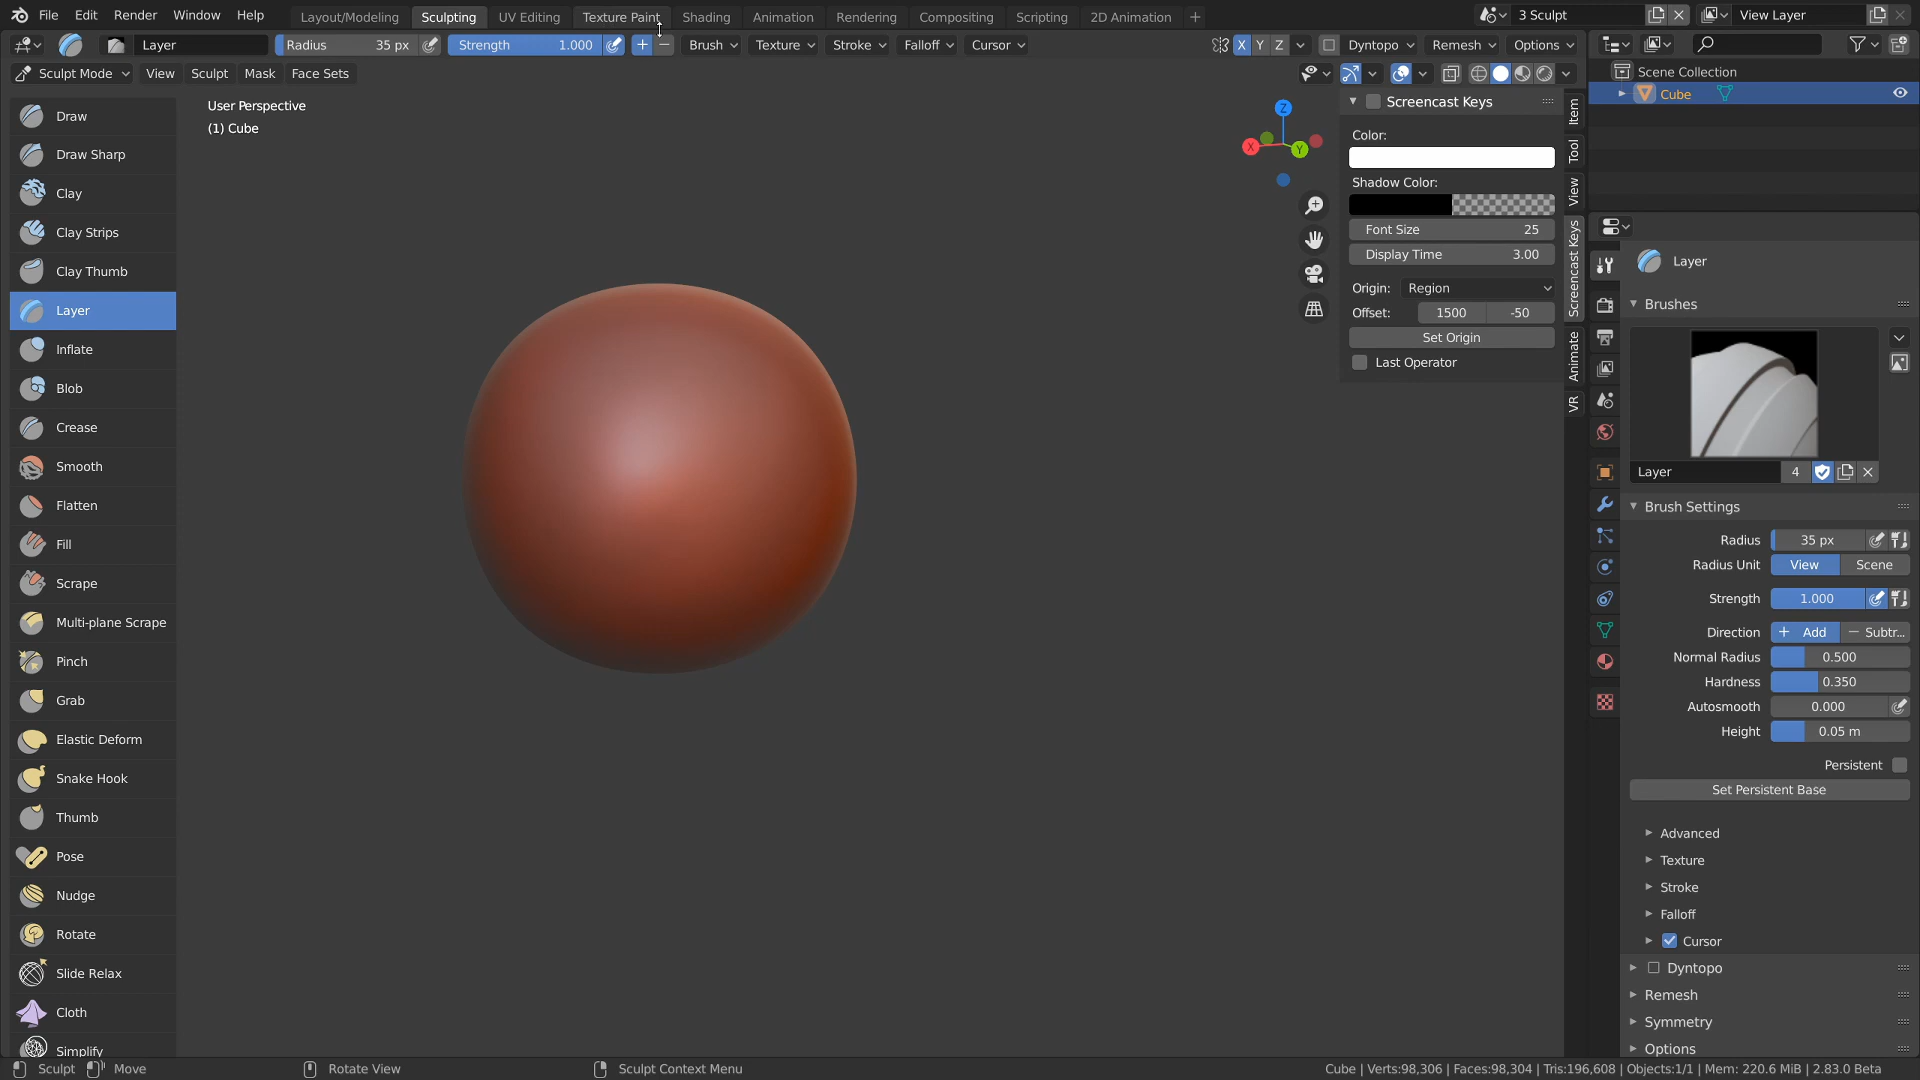 File Edit Render Window Help Layout/Modeling Sculpting UV Editing Texture Paint Shading Animation Rendering Compositing Scripting 2D Animation + 3 Sculpt View Layer
Layer Radius 35 px Strength 1.000 + − Brush Texture Stroke Falloff Cursor X Y Z Dyntopo Remesh Options
Sculpt Mode View Sculpt Mask Face Sets
User Perspective
(1) Cube
Draw
Draw Sharp
Clay
Clay Strips
Clay Thumb
Layer
Inflate
Blob
Crease
Smooth
Flatten
Fill
Scrape
Multi-plane Scrape
Pinch
Grab
Elastic Deform
Snake Hook
Thumb
Pose
Nudge
Rotate
Slide Relax
Cloth
Simplify
Z
X
Y
Screencast Keys
Color:
Shadow Color:
Font Size 25
Display Time 3.00
Origin: Region
Offset: 1500 -50
Set Origin
Last Operator
Item
Tool
View
Screencast Keys
Animate
VR
Scene Collection
Cube
Layer
Brushes
Layer 4
Brush Settings
Radius 35 px
Radius Unit View Scene
Strength 1.000
Direction + Add − Subtr...
Normal Radius 0.500
Hardness 0.350
Autosmooth 0.000
Height 0.05 m
Persistent
Set Persistent Base
Advanced
Texture
Stroke
Falloff
Cursor
Dyntopo
Remesh
Symmetry
Options
Sculpt Move Rotate View Sculpt Context Menu Cube | Verts:98,306 | Faces:98,304 | Tris:196,608 | Objects:1/1 | Mem: 220.6 MiB | 2.83.0 Beta